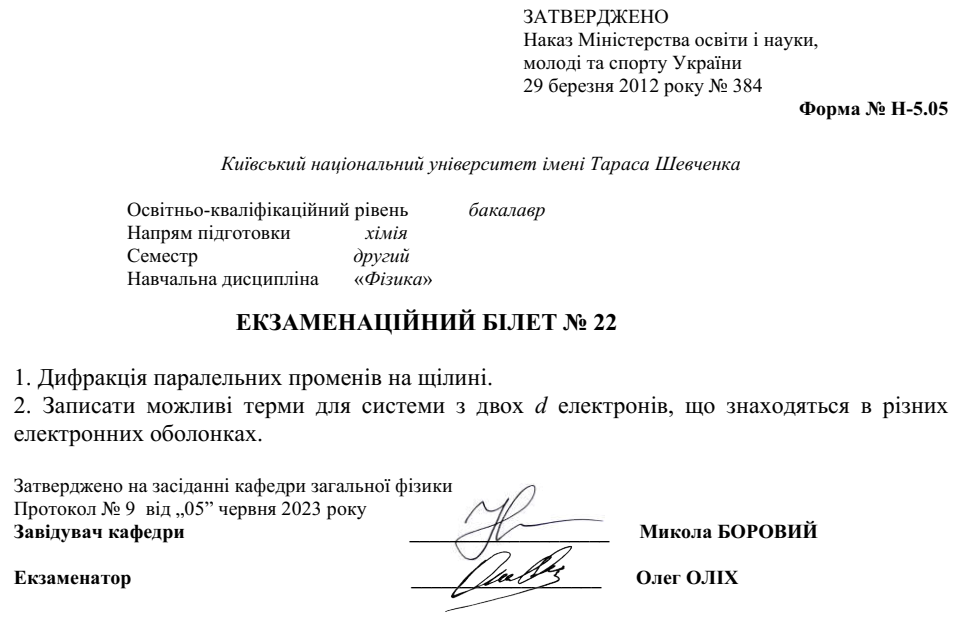 ЗАТВЕРДЖЕНО
Наказ Міністерства освіти і науки,
молоді та спорту України
29 березня 2012 року № 384
Форма № Н-5.05
Київський національний університет імені Тараса Шевченка
Освітньо-кваліфікаційний рівень бакалавр
Напрям підготовки хімія
Семестр другий
Навчальна дисципліна «Фізика»
ЕКЗАМЕНАЦІЙНИЙ БІЛЕТ № 22
1. Дифракція паралельних променів на щілині.
2. Записати можливі терми для системи з двох d електронів, що знаходяться в різних
електронних оболонках.
Затверджено на засіданні кафедри загальної фізики
Протокол № 9 від „05” червня 2023 року
Завідувач кафедри Микола БОРОВИЙ
Екзаменатор Олег ОЛІХ